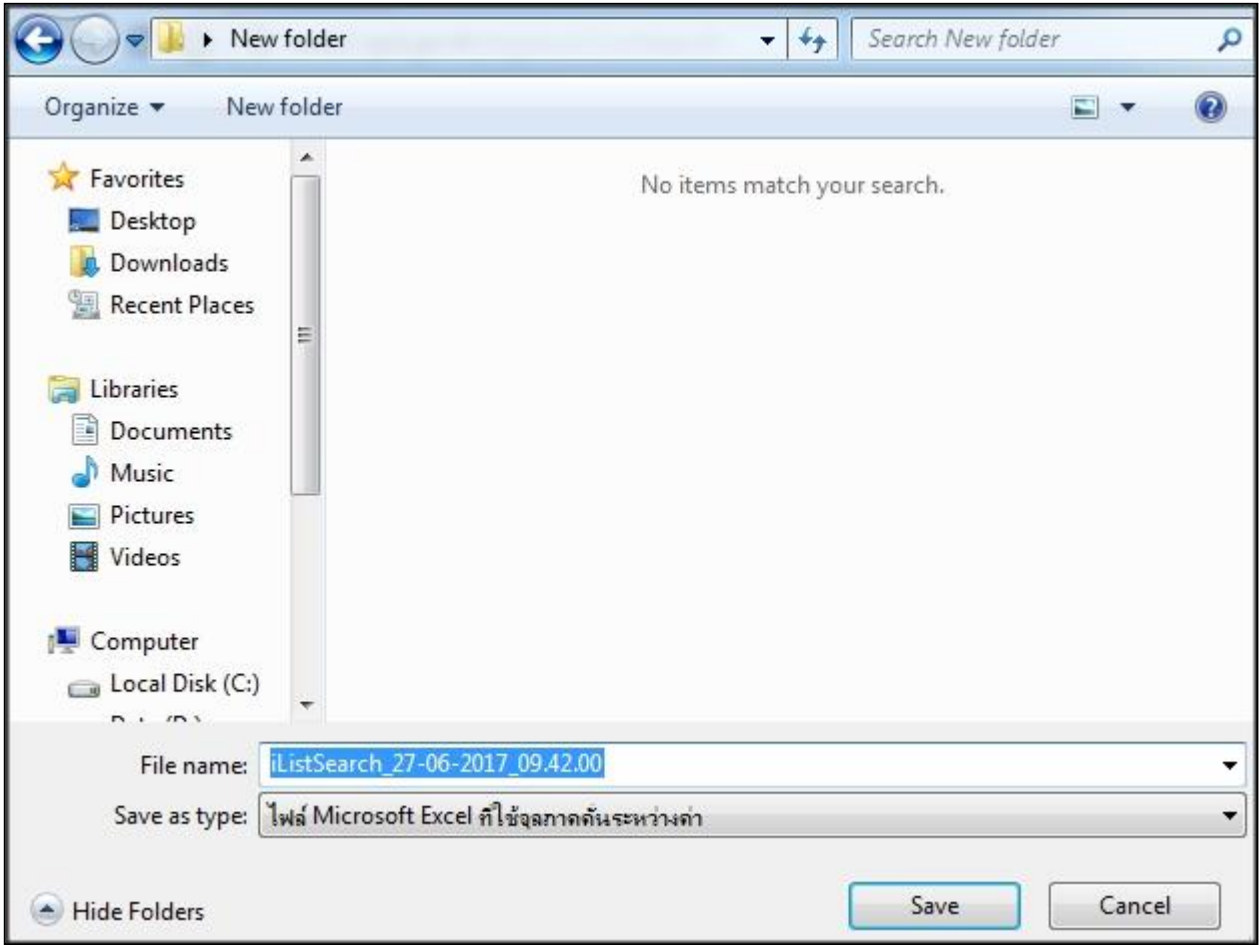 New folder
Search New folder
Organize
New folder
Favorites
Desktop
Downloads
Recent Places
Libraries
Documents
Music
Pictures
Videos
Computer
Local Disk (C:)
No items match your search.
File name: iListSearch_27-06-2017_09.42.00
Save as type: ไฟล์ Microsoft Excel ที่ใช้จุลภาคคั่นระหว่างค่า
Hide Folders
Save
Cancel